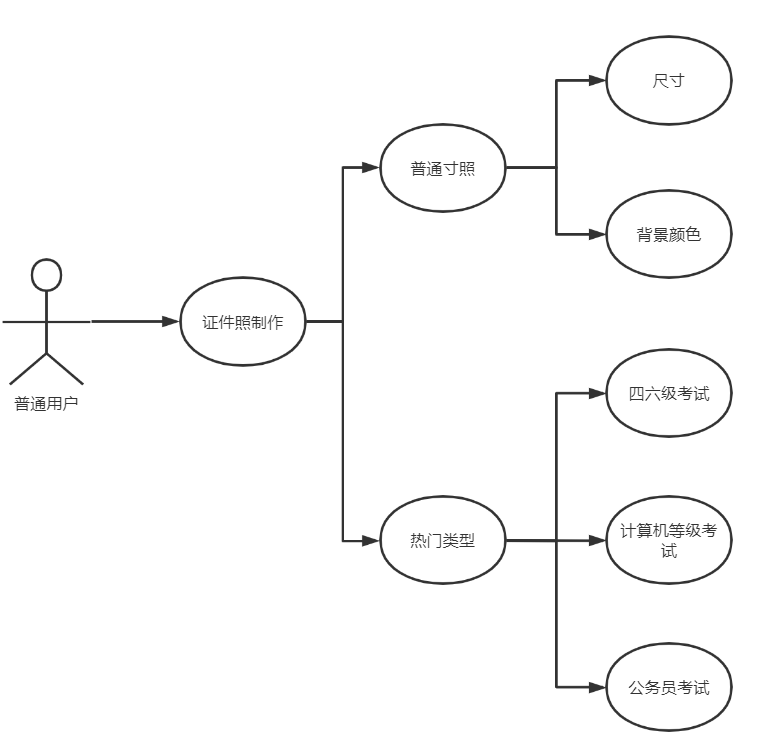 尺寸
普通寸照
背景颜色
证件照制作
普通用户
四六级考试
热门类型
计算机等级考
试
公务员考试